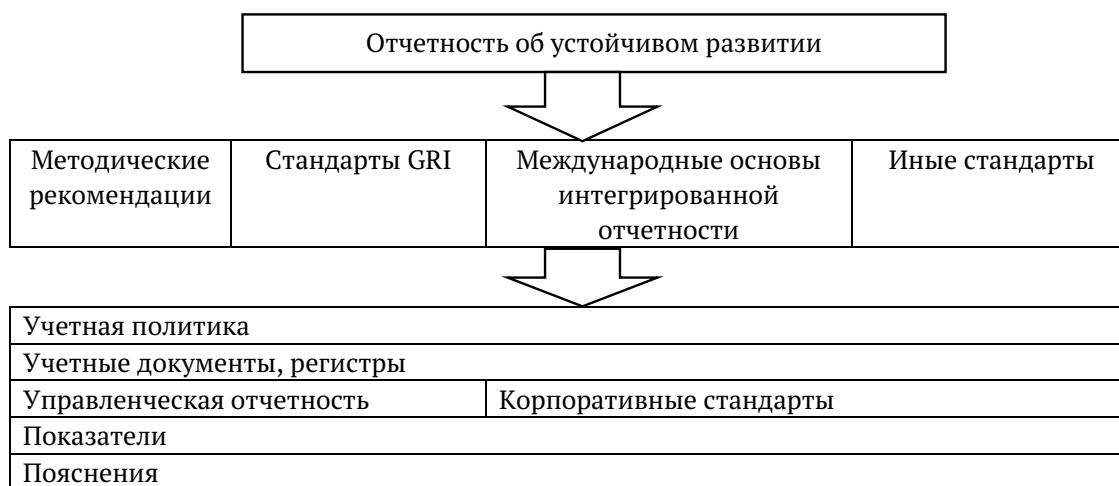 Отчетность об устойчивом развитии
Методические
рекомендации
Стандарты GRI
Международные основы
интегрированной
отчетности
Иные стандарты
Учетная политика
Учетные документы, регистры
Управленческая отчетность
Корпоративные стандарты
Показатели
Пояснения